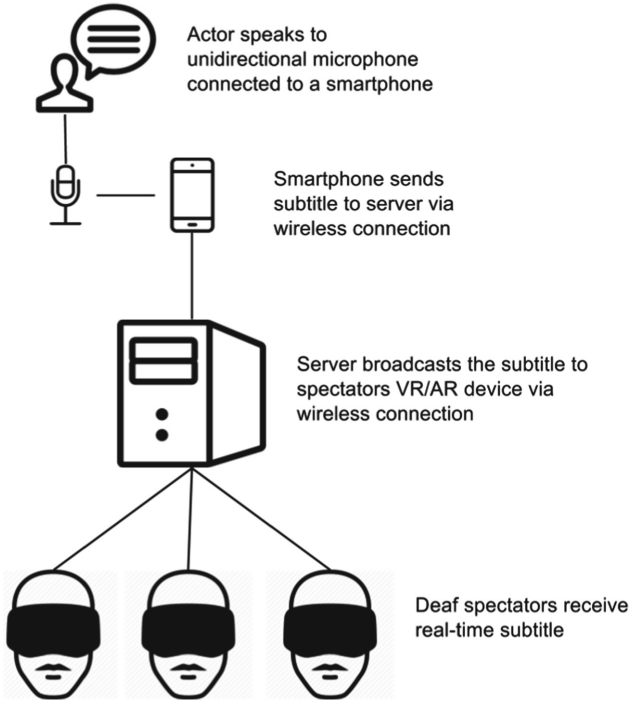 Actor speaks to
unidirectional microphone
connected to a smartphone
Smartphone sends
subtitle to server via
wireless connection
Server broadcasts the subtitle to
spectators VR/AR device via
wireless connection
Deaf spectators receive
real-time subtitle